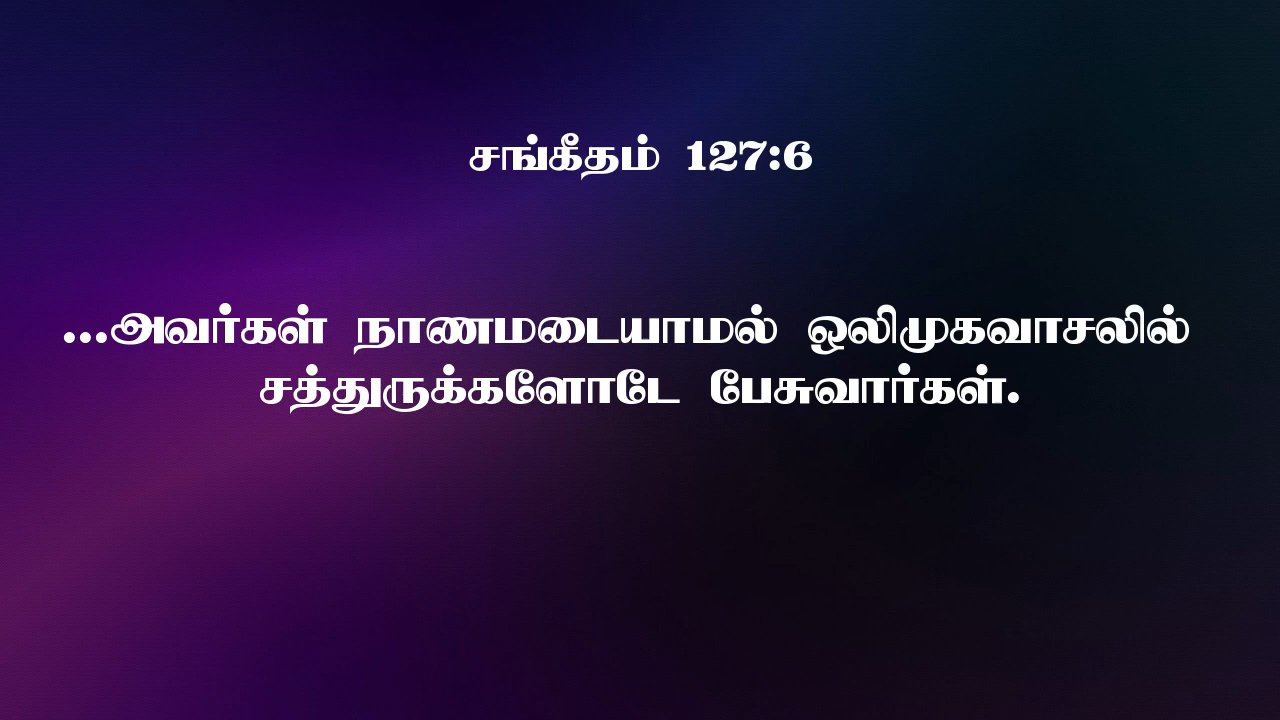 சங்கீதம் 127:6
...அவர்கள் நாணமடையாமல் ஒலிமுகவாசலில்
சத்துருக்களோடே பேசுவார்கள்.